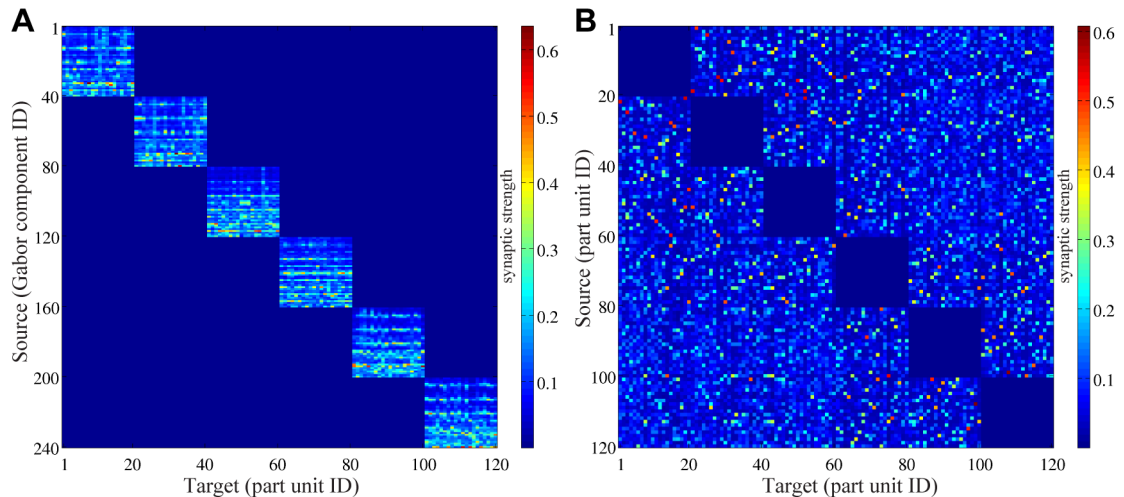 A
1
40
80
120
160
200
240
Source (Gabor component ID)
1 20 40 60 80 100 120
Target (part unit ID)
0.6
0.5
0.4
0.3
0.2
0.1
synaptic strength
B
1
20
40
60
80
100
120
Source (part unit ID)
1 20 40 60 80 100 120
Target (part unit ID)
0.6
0.5
0.4
0.3
0.2
0.1
synaptic strength